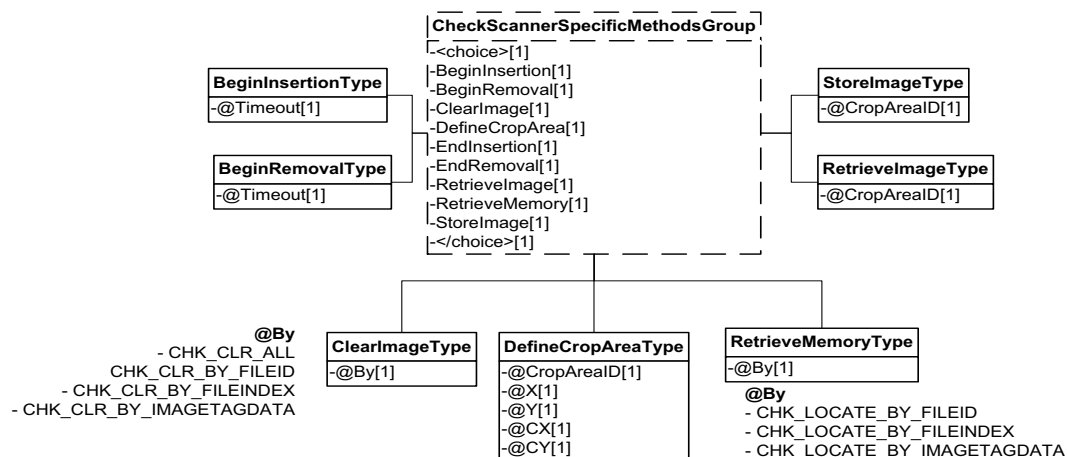 CheckScannerSpecificMethodsGroup
-<choice>[1]
-BeginInsertion[1]
-BeginRemoval[1]
-ClearImage[1]
-DefineCropArea[1]
-EndInsertion[1]
-EndRemoval[1]
-RetrieveImage[1]
-RetrieveMemory[1]
-StoreImage[1]
-</choice>[1]
BeginInsertionType
-@Timeout[1]
BeginRemovalType
-@Timeout[1]
StoreImageType
-@CropAreaID[1]
RetrieveImageType
-@CropAreaID[1]
@By
- CHK_CLR_ALL
CHK_CLR_BY_FILEID
- CHK_CLR_BY_FILEINDEX
- CHK_CLR_BY_IMAGETAGDATA
ClearImageType
-@By[1]
DefineCropAreaType
-@CropAreaID[1]
-@X[1]
-@Y[1]
-@CX[1]
-@CY[1]
RetrieveMemoryType
-@By[1]
@By
- CHK_LOCATE_BY_FILEID
- CHK_LOCATE_BY_FILEINDEX
- CHK_LOCATE_BY_IMAGETAGDATA